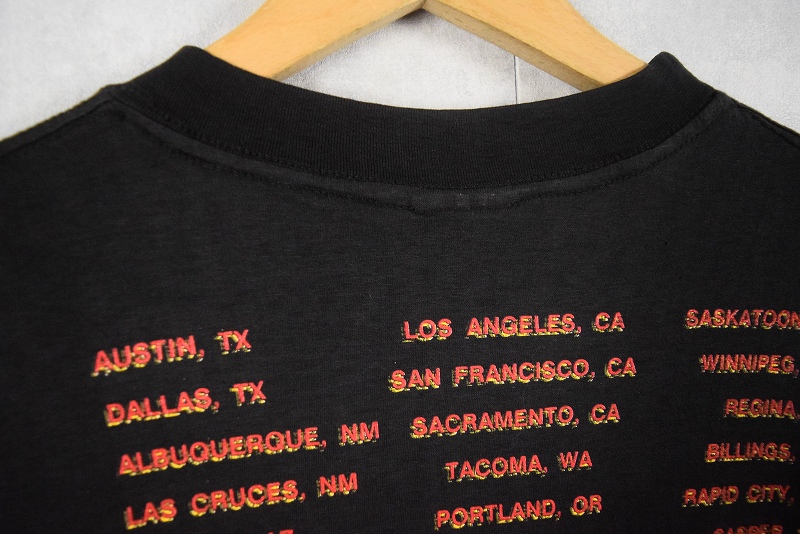 AUSTIN, TX
DALLAS, TX
ALBUQUERQUE, NM
LAS CRUCES, NM
LOS ANGELES, CA
SAN FRANCISCO, CA
SACRAMENTO, CA
TACOMA, WA
PORTLAND, OR
SASKATOON
WINNIPEG,
REGINA,
BILLINGS,
RAPID CITY,